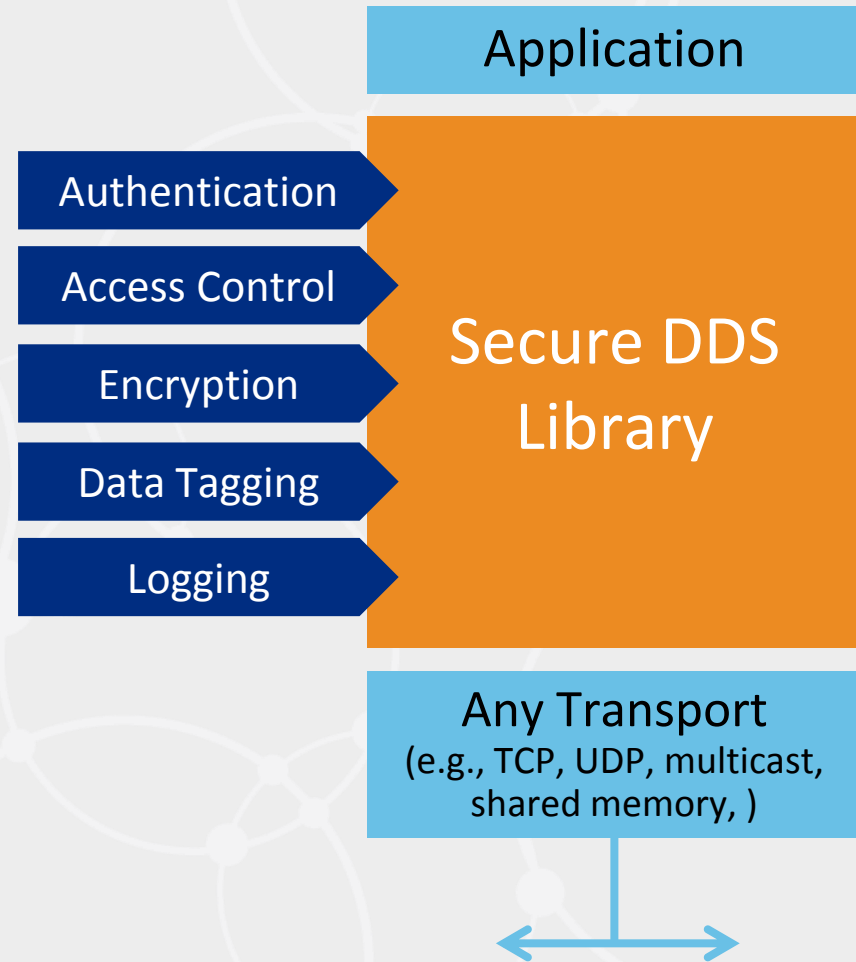 Application
Authentication
Access Control
Encryption
Data Tagging
Logging
Secure DDS
Library
Any Transport
(e.g., TCP, UDP, multicast,
shared memory, )